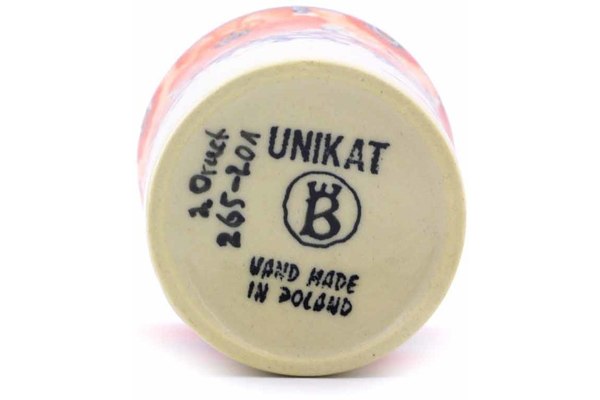 UNIKAT
B
HAND MADE
IN POLAND
265-201